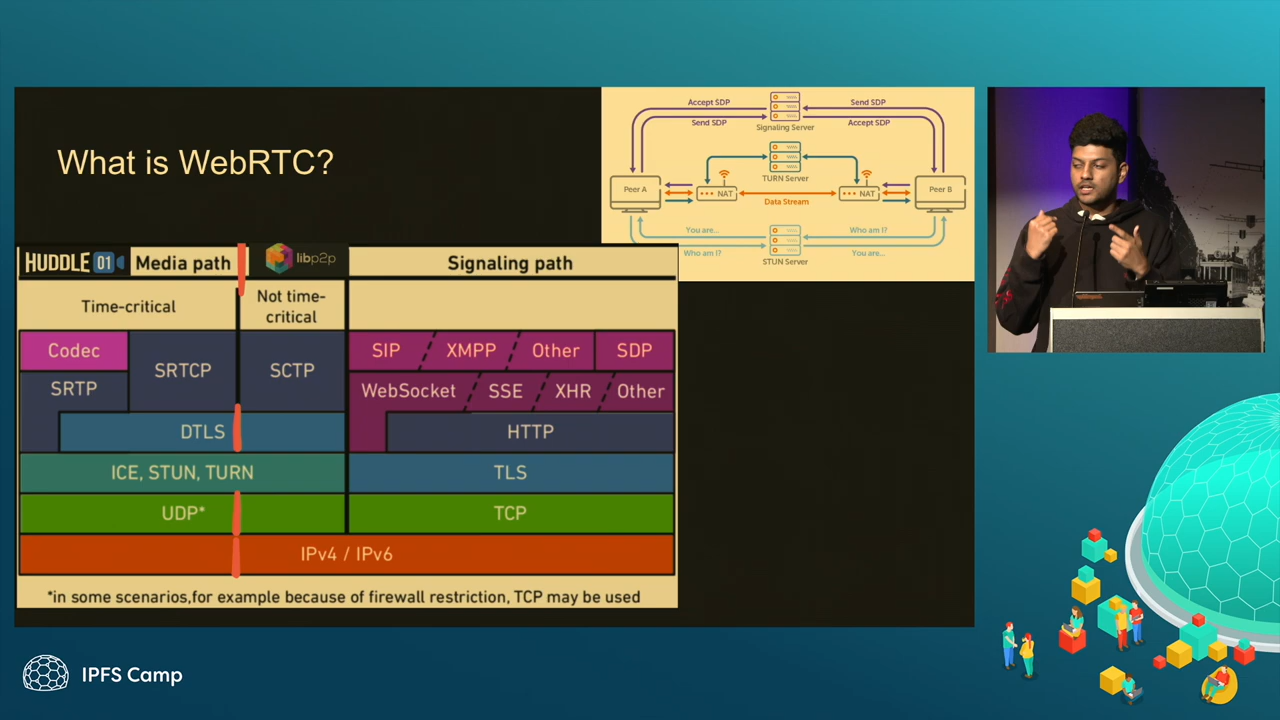 What is WebRTC?
Accept SDP
Send SDP
Send SDP
Accept SDP
Signaling Server
TURN Server
Peer A
NAT
NAT
Peer B
Data Stream
You are...
Who am I?
Who am I?
You are...
STUN Server
HUDDLE 01
Media path
libp2p
Signaling path
Time-critical
Not time-
critical
Codec
SRTCP
SCTP
SIP
XMPP
Other
SDP
SRTP
WebSocket
SSE
XHR
Other
DTLS
HTTP
ICE, STUN, TURN
TLS
UDP*
TCP
IPv4 / IPv6
*in some scenarios,for example because of firewall restriction, TCP may be used
IPFS Camp